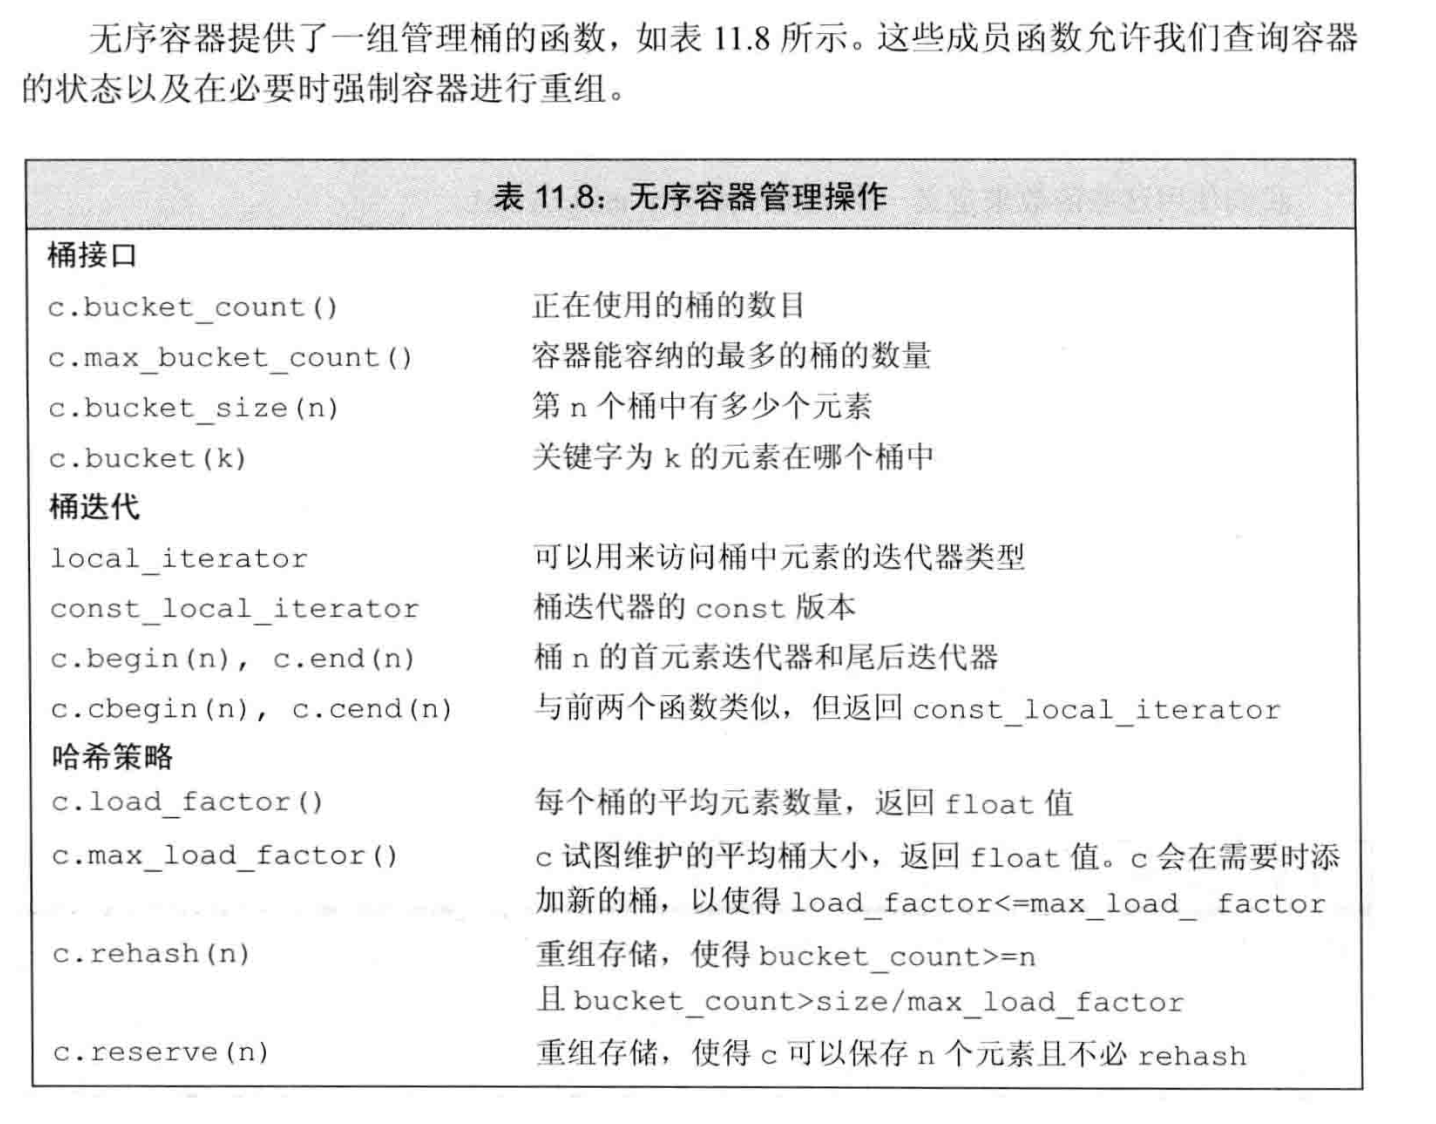 无序容器提供了一组管理桶的函数，如表 11.8 所示。这些成员函数允许我们查询容器
的状态以及在必要时强制容器进行重组。
表 11.8：无序容器管理操作
桶接口
c.bucket_count() 正在使用的桶的数目
c.max_bucket_count() 容器能容纳的最多的桶的数量
c.bucket_size(n) 第 n 个桶中有多少个元素
c.bucket(k) 关键字为 k 的元素在哪个桶中
桶迭代
local_iterator 可以用来访问桶中元素的迭代器类型
const_local_iterator 桶迭代器的 const 版本
c.begin(n), c.end(n) 桶 n 的首元素迭代器和尾后迭代器
c.cbegin(n), c.cend(n) 与前两个函数类似，但返回 const_local_iterator
哈希策略
c.load_factor() 每个桶的平均元素数量，返回 float 值
c.max_load_factor() c 试图维护的平均桶大小，返回 float 值。c 会在需要时添
加新的桶，以使得 load_factor<=max_load_ factor
c.rehash(n) 重组存储，使得 bucket_count>=n
且 bucket_count>size/max_load_factor
c.reserve(n) 重组存储，使得 c 可以保存 n 个元素且不必 rehash